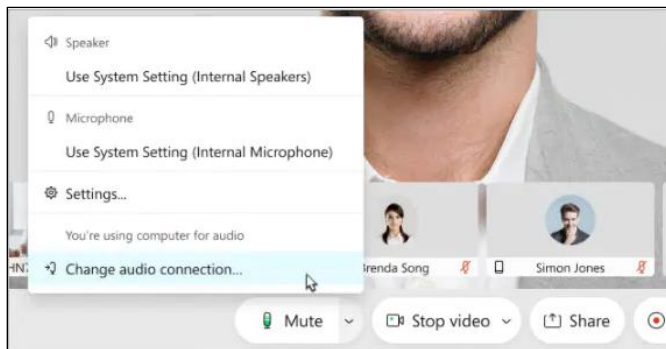 Speaker
Use System Setting (Internal Speakers)
Microphone
Use System Setting (Internal Microphone)
Settings...
You're using computer for audio
Change audio connection...
Brenda Song
Simon Jones
Mute
Stop video
Share